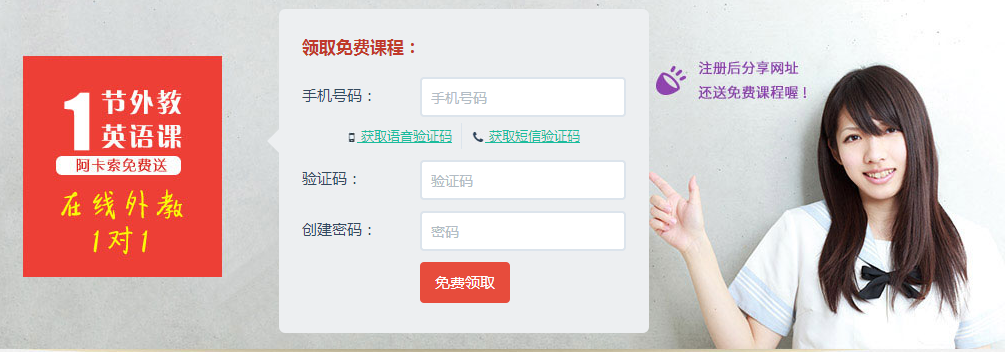 1节外教
英语课
阿卡索免费送
在线外教
1对1
领取免费课程：
手机号码：
手机号码
获取语音验证码
获取短信验证码
验证码：
验证码
创建密码：
密码
免费领取
注册后分享网址
还送免费课程喔！